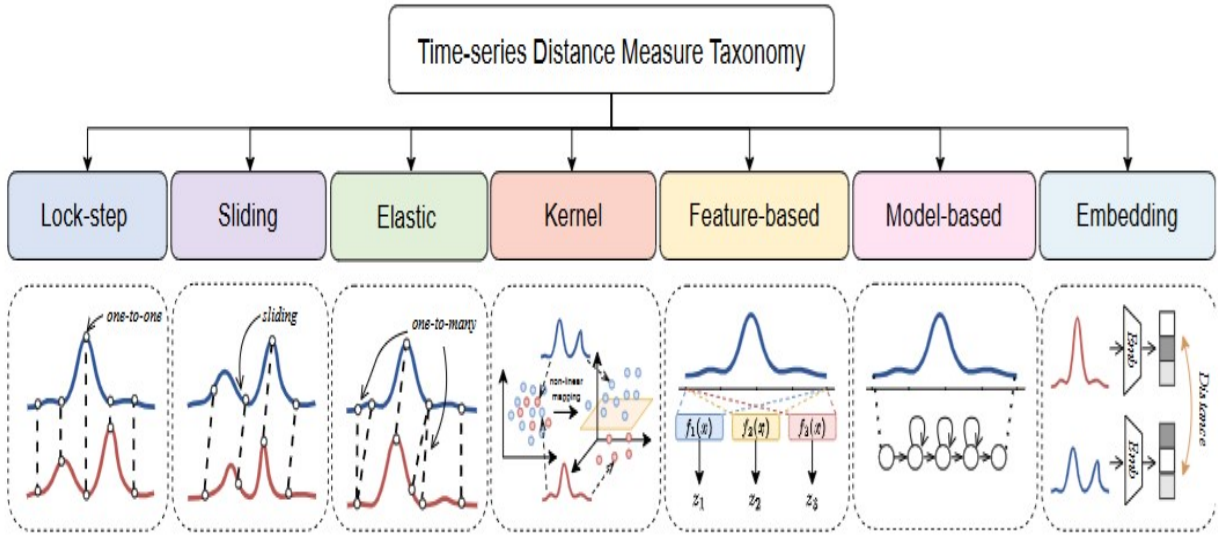 Time-series Distance Measure Taxonomy
Lock-step
Sliding
Elastic
Kernel
Feature-based
Model-based
Embedding
one-to-one
sliding
one-to-many
non-linear
mapping
f₁(x)
f₂(x)
f₃(x)
z₁
z₂
z₃
Emb
Emb
Distance